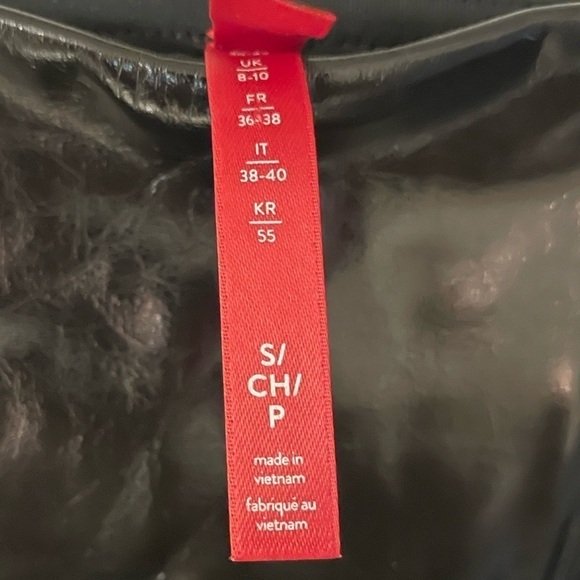 UK
8-10
FR
36-38
IT
38-40
KR
55
S/
CH/
P
made in
vietnam
fabriqué au
vietnam